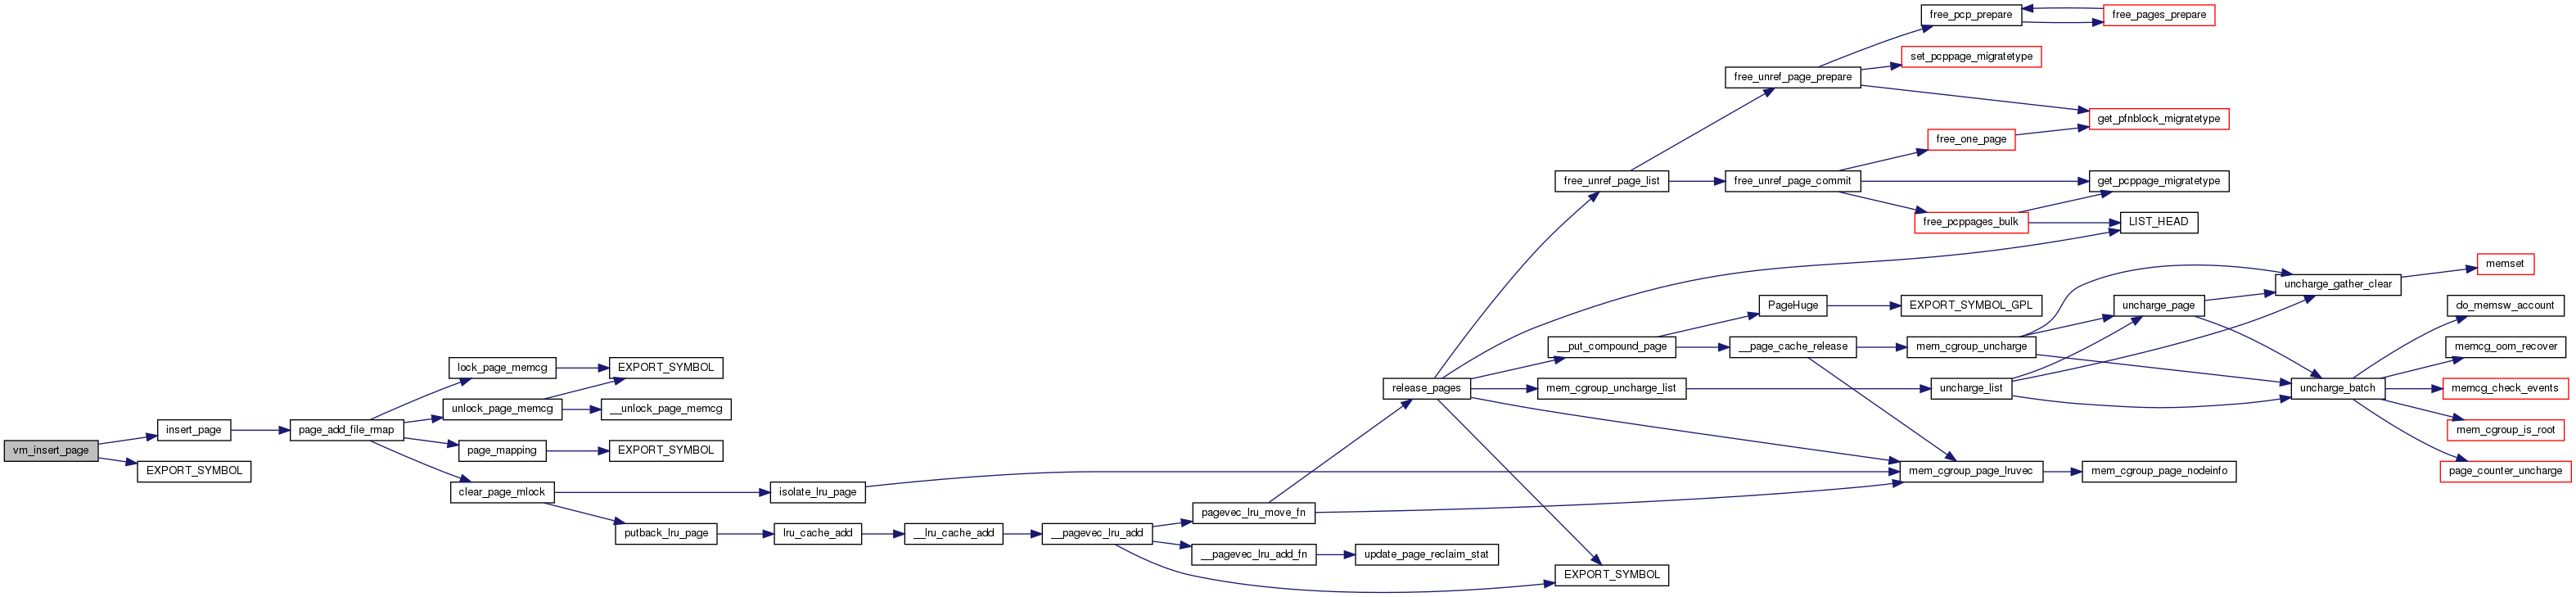 vm_insert_page
insert_page
EXPORT_SYMBOL
page_add_file_rmap
lock_page_memcg
unlock_page_memcg
page_mapping
clear_page_mlock
EXPORT_SYMBOL
__unlock_page_memcg
EXPORT_SYMBOL
isolate_lru_page
putback_lru_page
lru_cache_add
__lru_cache_add
__pagevec_lru_add
pagevec_lru_move_fn
__pagevec_lru_add_fn
update_page_reclaim_stat
release_pages
free_unref_page_list
__put_compound_page
mem_cgroup_uncharge_list
EXPORT_SYMBOL
free_unref_page_prepare
free_unref_page_commit
PageHuge
__page_cache_release
free_pcp_prepare
set_pcppage_migratetype
free_one_page
free_pcppages_bulk
EXPORT_SYMBOL_GPL
mem_cgroup_uncharge
uncharge_list
mem_cgroup_page_lruvec
free_pages_prepare
get_pfnblock_migratetype
get_pcppage_migratetype
LIST_HEAD
uncharge_page
mem_cgroup_page_nodeinfo
uncharge_gather_clear
uncharge_batch
memset
do_memsw_account
memcg_oom_recover
memcg_check_events
mem_cgroup_is_root
page_counter_uncharge